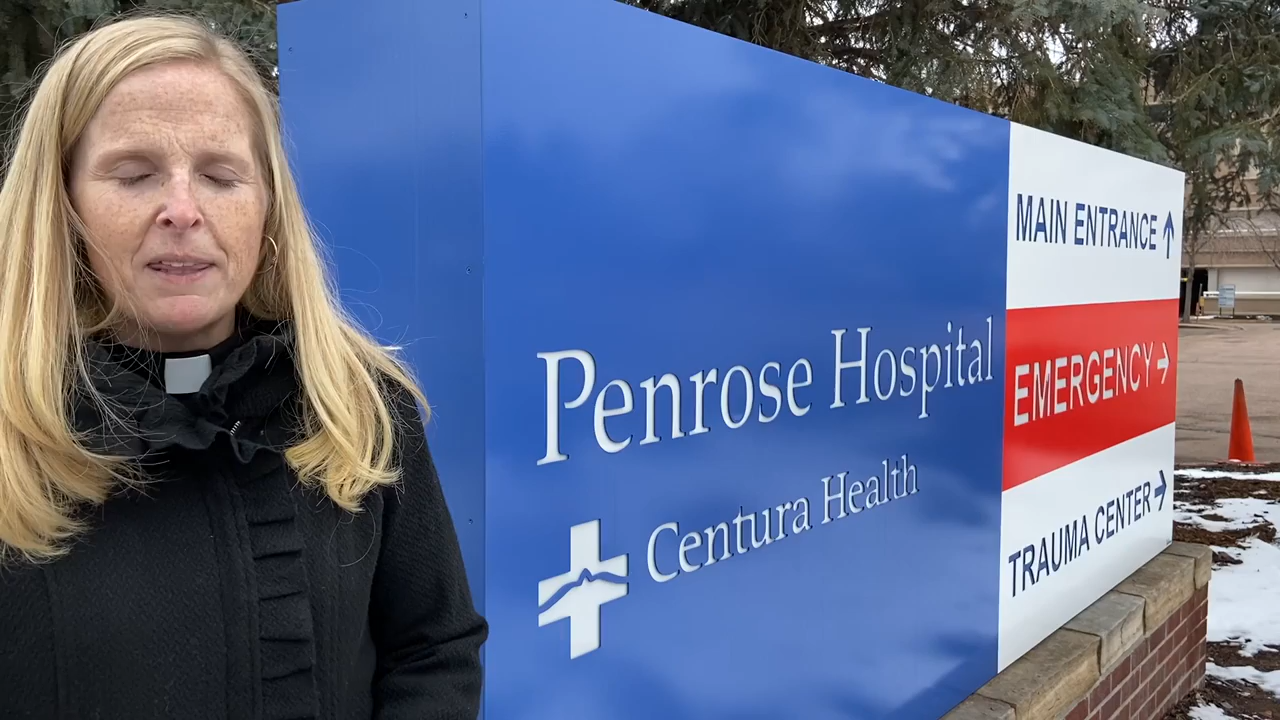 Penrose Hospital
Centura Health
MAIN ENTRANCE ↑
EMERGENCY →
TRAUMA CENTER →